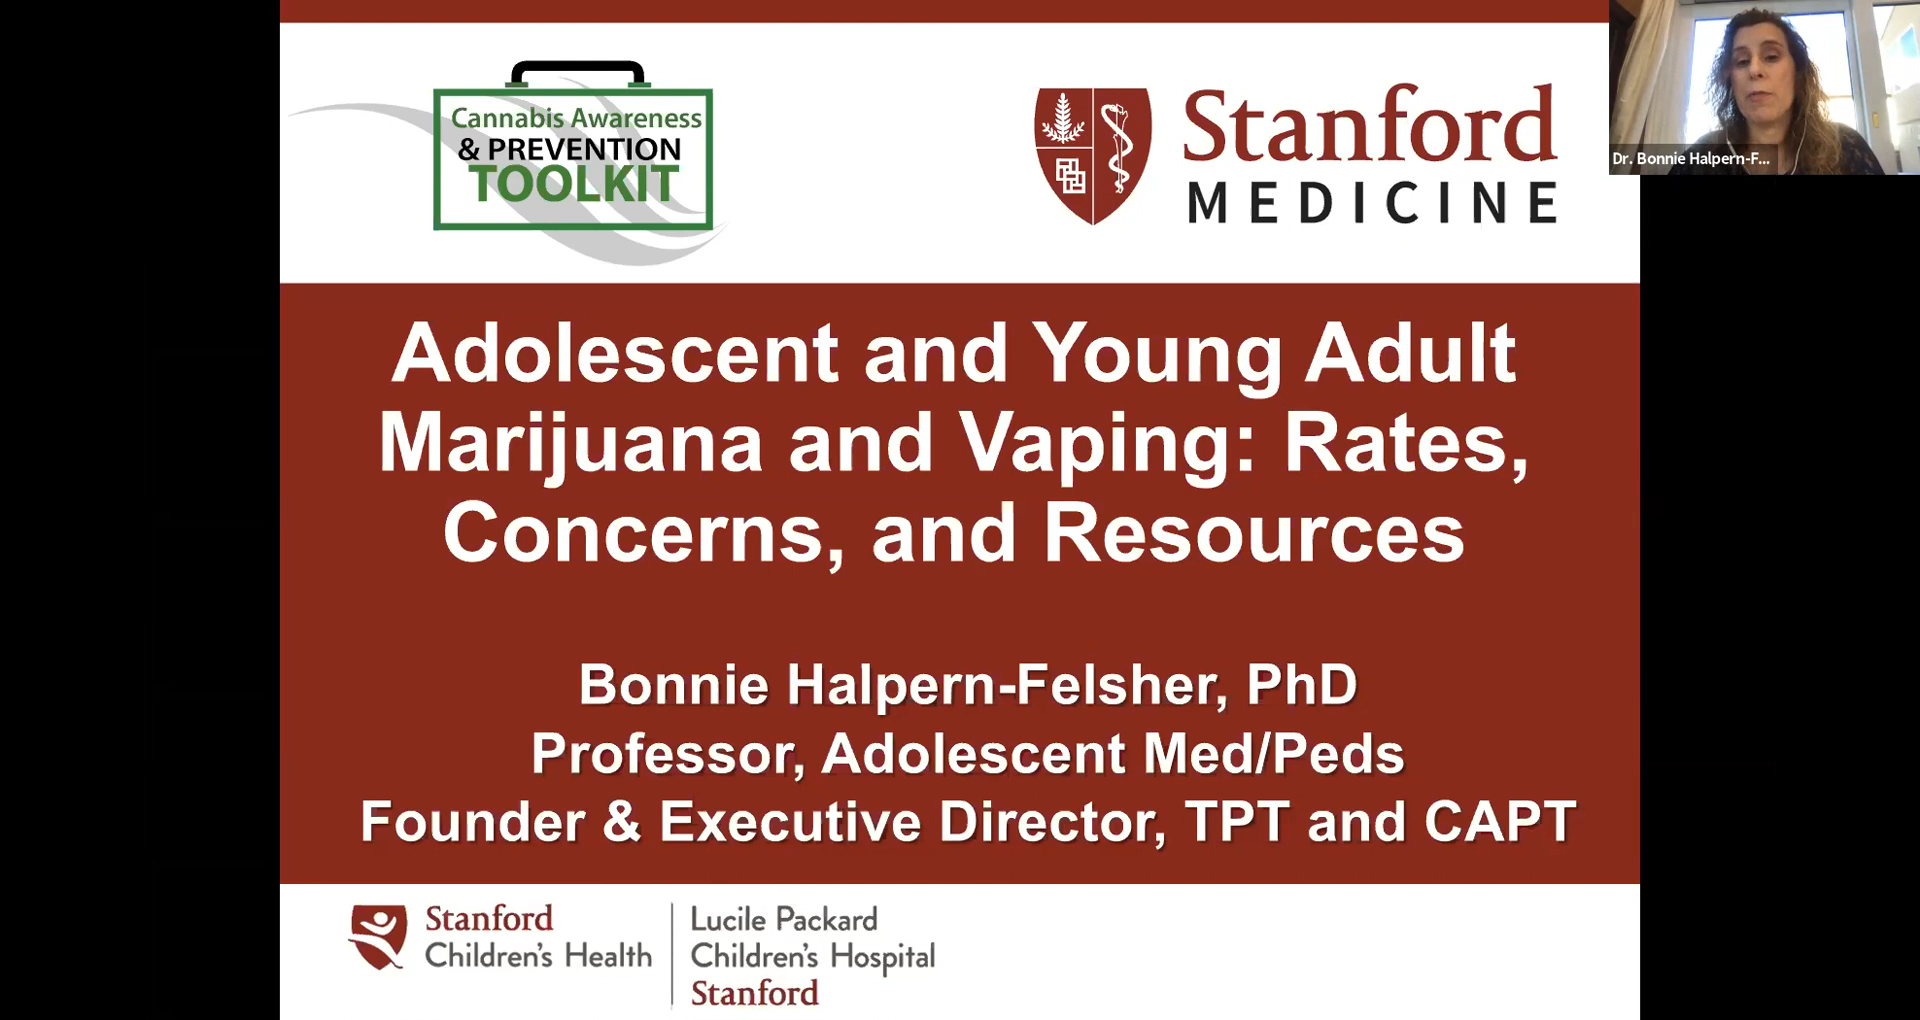 Cannabis Awareness
& PREVENTION
TOOLKIT
Stanford
MEDICINE
Dr. Bonnie Halpern-F...
Adolescent and Young Adult
Marijuana and Vaping: Rates,
Concerns, and Resources
Bonnie Halpern-Felsher, PhD
Professor, Adolescent Med/Peds
Founder & Executive Director, TPT and CAPT
Stanford
Children's Health
Lucile Packard
Children's Hospital
Stanford